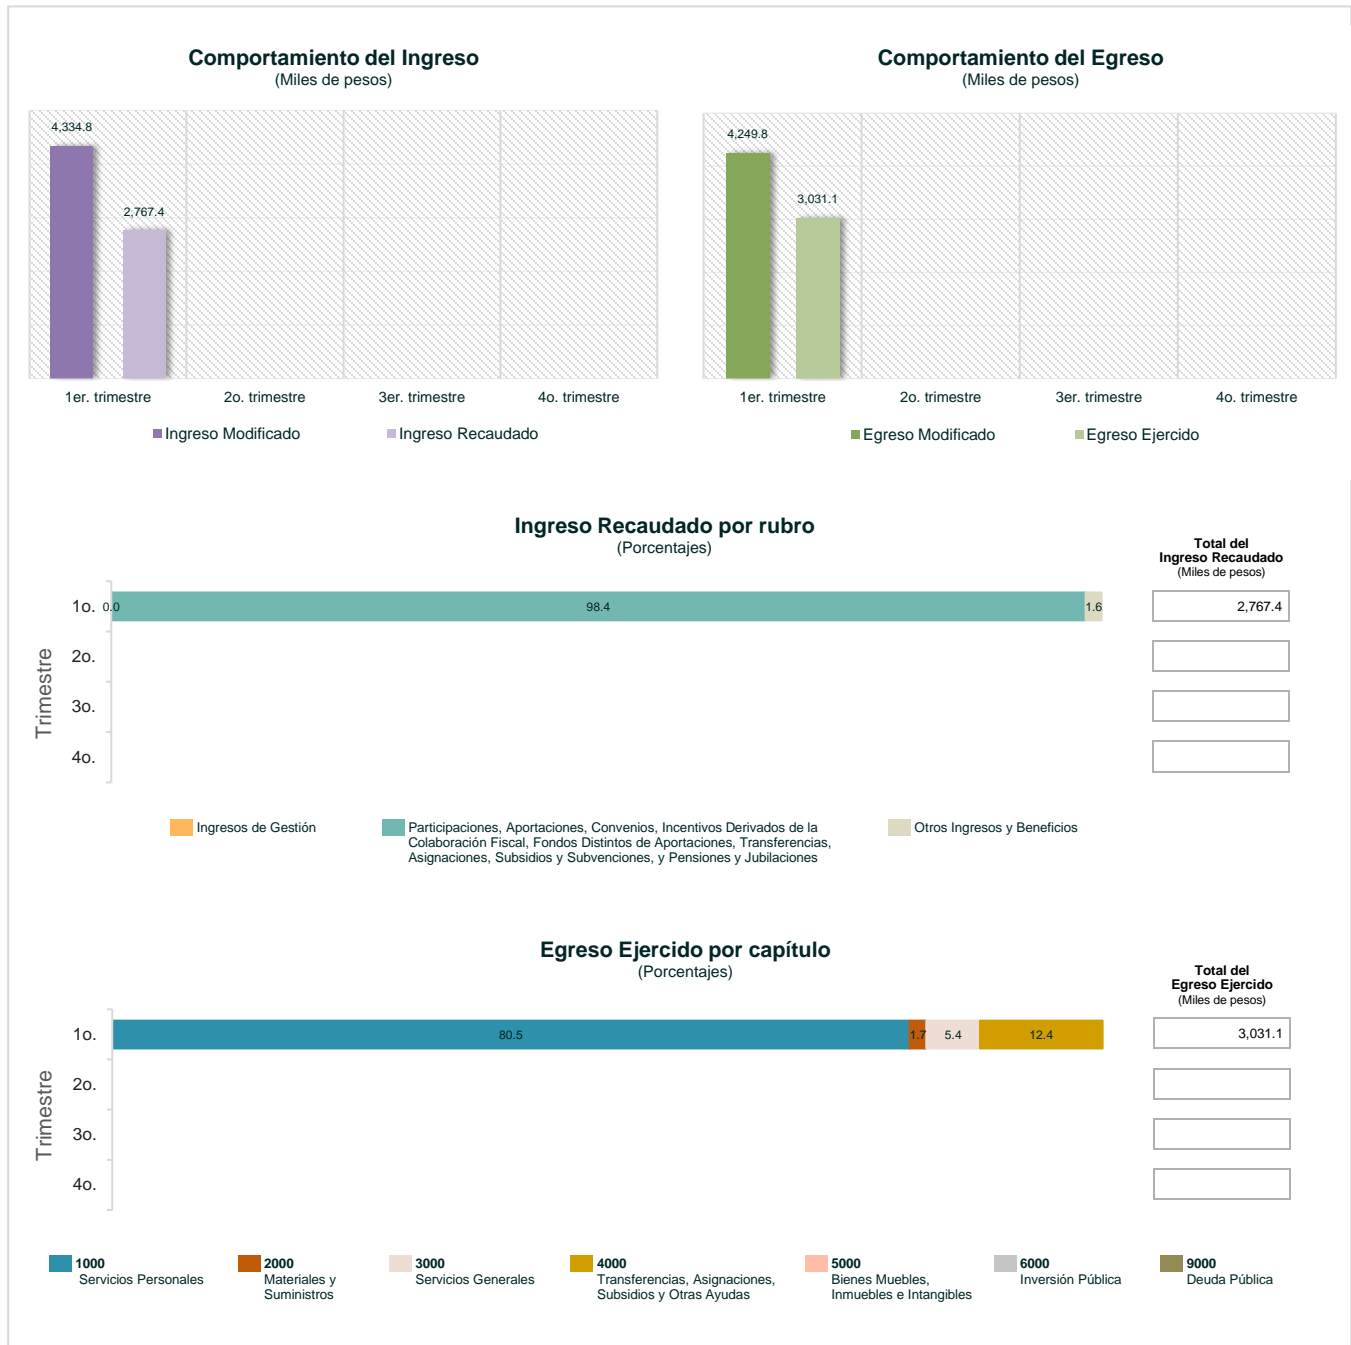 Comportamiento del Ingreso
(Miles de pesos)
4,334.8
2,767.4
1er. trimestre
2o. trimestre
3er. trimestre
4o. trimestre
Ingreso Modificado
Ingreso Recaudado
Comportamiento del Egreso
(Miles de pesos)
4,249.8
3,031.1
1er. trimestre
2o. trimestre
3er. trimestre
4o. trimestre
Egreso Modificado
Egreso Ejercido
Ingreso Recaudado por rubro
(Porcentajes)
Total del
Ingreso Recaudado
(Miles de pesos)
Trimestre
1o.
0.0
98.4
1.6
2,767.4
2o.
3o.
4o.
Ingresos de Gestión
Participaciones, Aportaciones, Convenios, Incentivos Derivados de la
Colaboración Fiscal, Fondos Distintos de Aportaciones, Transferencias,
Asignaciones, Subsidios y Subvenciones, y Pensiones y Jubilaciones
Otros Ingresos y Beneficios
Egreso Ejercido por capítulo
(Porcentajes)
Total del
Egreso Ejercido
(Miles de pesos)
Trimestre
1o.
80.5
1.7
5.4
12.4
3,031.1
2o.
3o.
4o.
1000
Servicios Personales
2000
Materiales y
Suministros
3000
Servicios Generales
4000
Transferencias, Asignaciones,
Subsidios y Otras Ayudas
5000
Bienes Muebles,
Inmuebles e Intangibles
6000
Inversión Pública
9000
Deuda Pública